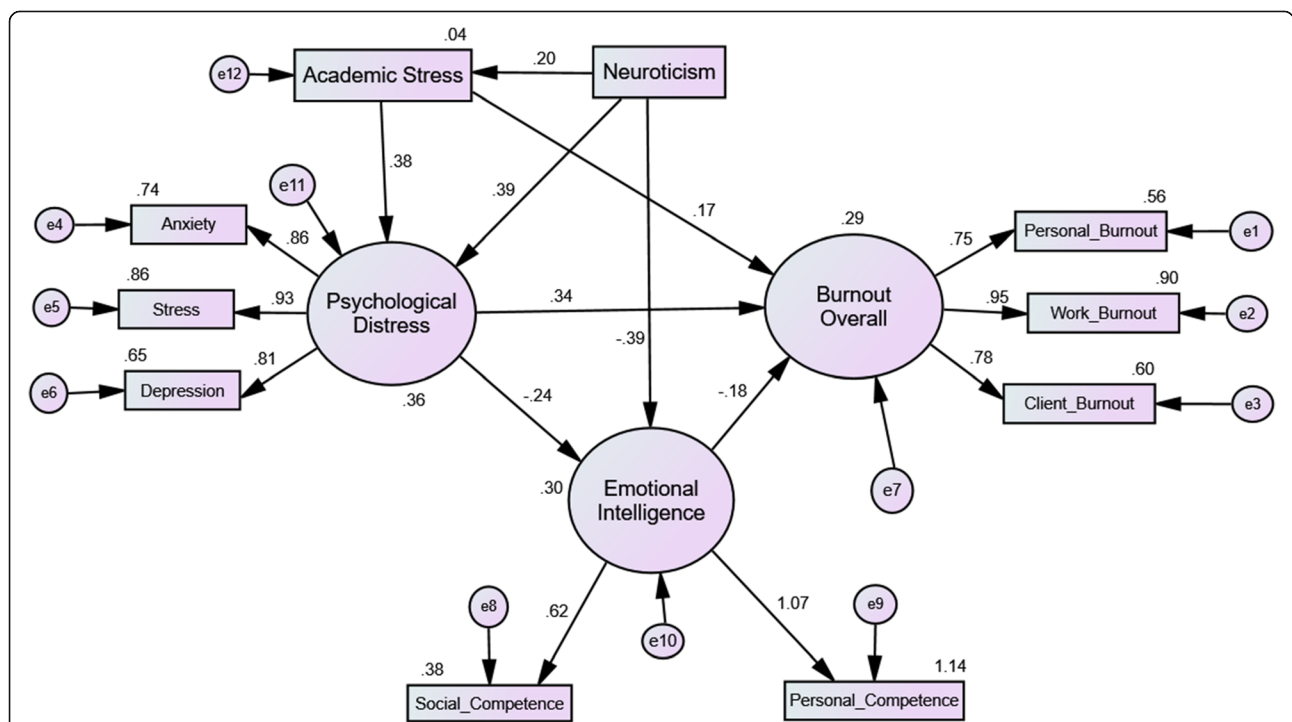 .04
e12
Academic Stress
.20
Neuroticism
.38
.39
.17
e11
.74
e4
Anxiety
.86
.86
e5
Stress
.93
.65
e6
Depression
.81
Psychological
Distress
.36
.34
-.39
-.24
-.18
.29
Burnout
Overall
.56
.75
Personal_Burnout
e1
.90
.95
Work_Burnout
e2
.78
.60
Client_Burnout
e3
e7
.30
Emotional
Intelligence
e8
.62
e10
1.07
e9
.38
Social_Competence
1.14
Personal_Competence